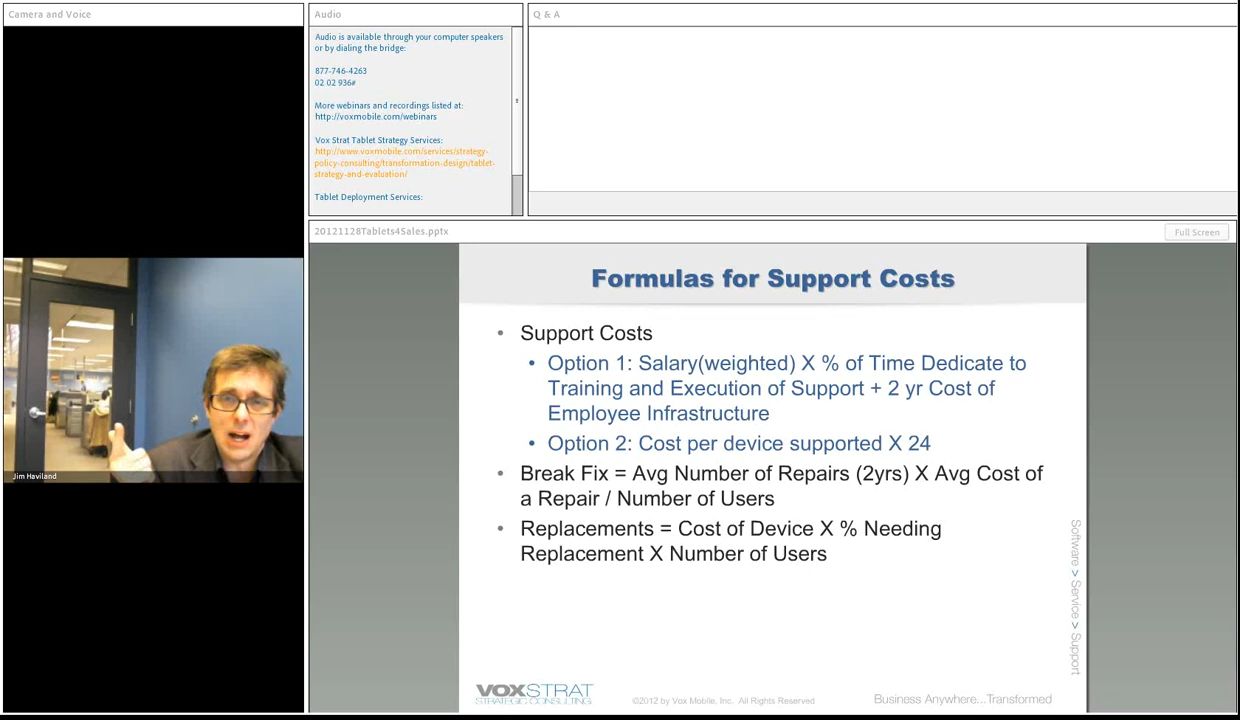 Camera and Voice
Jim Haviland
Audio
Audio is available through your computer speakers
or by dialing the bridge:
877-746-4263
02 02 936#
More webinars and recordings listed at:
http://voxmobile.com/webinars
Vox Strat Tablet Strategy Services:
http://www.voxmobile.com/services/strategy-
policy-consulting/transformation-design/tablet-
strategy-and-evaluation/
Tablet Deployment Services:
Q & A
20121128Tablets4Sales.pptx
Full Screen
Formulas for Support Costs
• Support Costs
• Option 1: Salary(weighted) X % of Time Dedicate to
Training and Execution of Support + 2 yr Cost of
Employee Infrastructure
• Option 2: Cost per device supported X 24
• Break Fix = Avg Number of Repairs (2yrs) X Avg Cost of
a Repair / Number of Users
• Replacements = Cost of Device X % Needing
Replacement X Number of Users
Software > Service > Support
VOXSTRAT
STRATEGIC CONSULTING
©2012 by Vox Mobile, Inc. All Rights Reserved
Business Anywhere...Transformed